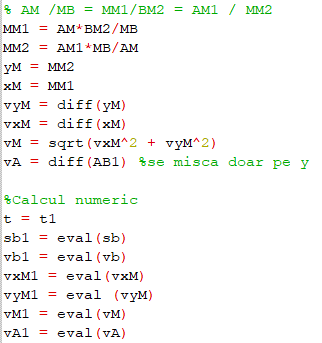 % AM /MB = MM1/BM2 = AM1 / MM2
MM1 = AM*BM2/MB
MM2 = AM1*MB/AM
yM = MM2
xM = MM1
vyM = diff(yM)
vxM = diff(xM)
vM = sqrt(vxM^2 + vyM^2)
vA = diff(AB1) %se misca doar pe y
%Calcul numeric
t = t1
sb1 = eval(sb)
vb1 = eval(vb)
vxM1 = eval(vxM)
vyM1 = eval (vyM)
vM1 = eval(vM)
vA1 = eval(vA)